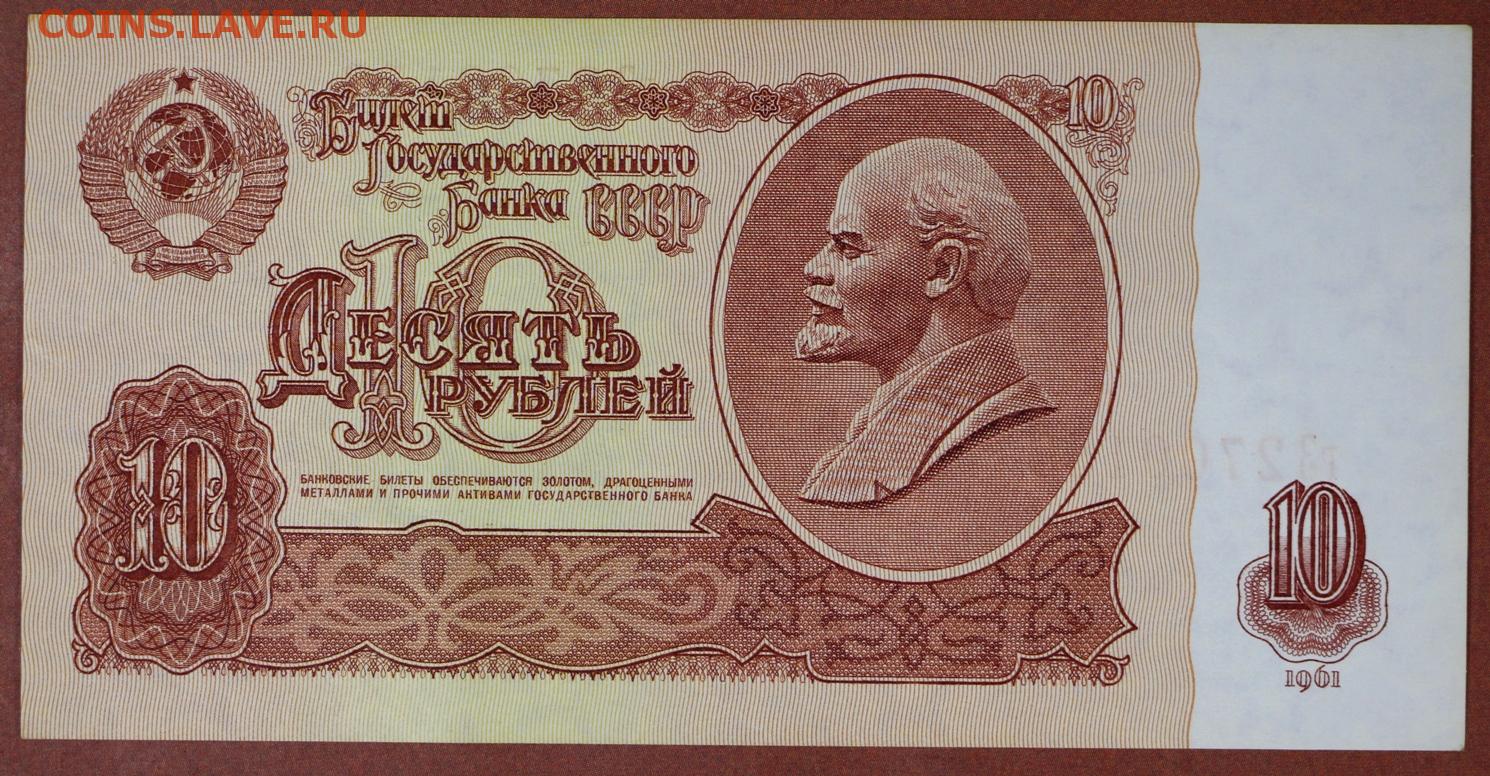 COINS.LAVE.RU
Билет
Государственного
Банка СССР
10
10
Десять
рублей
БАНКОВСКИЕ БИЛЕТЫ ОБЕСПЕЧИВАЮТСЯ ЗОЛОТОМ, ДРАГОЦЕННЫМИ
МЕТАЛЛАМИ И ПРОЧИМИ АКТИВАМИ ГОСУДАРСТВЕННОГО БАНКА
10
10
1961